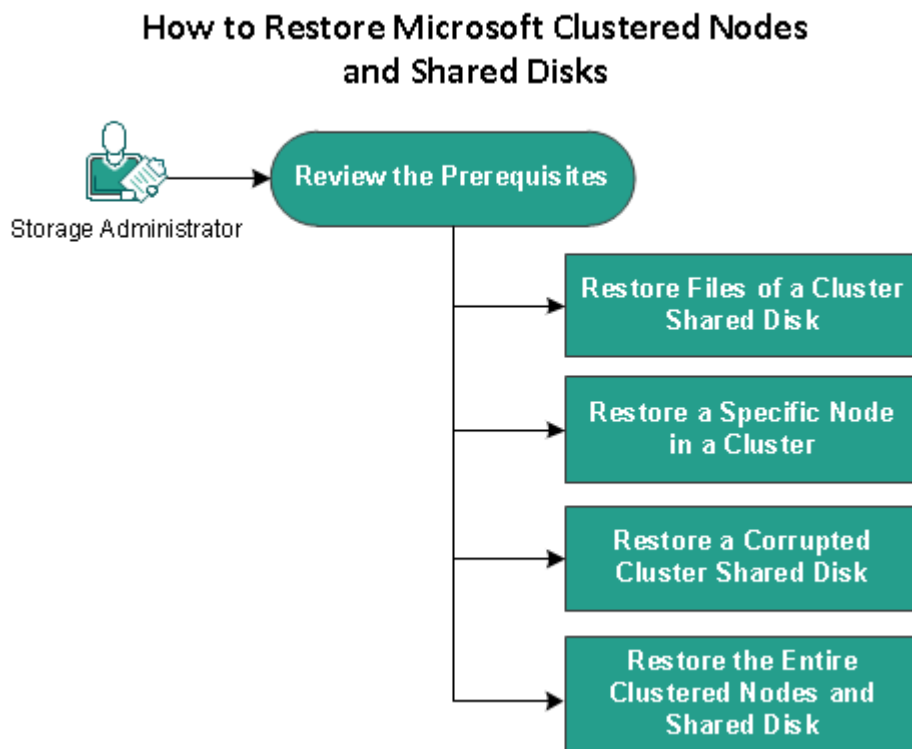 How to Restore Microsoft Clustered Nodes
and Shared Disks
Review the Prerequisites
Storage Administrator
Restore Files of a Cluster
Shared Disk
Restore a Specific Node
in a Cluster
Restore a Corrupted
Cluster Shared Disk
Restore the Entire
Clustered Nodes and
Shared Disk